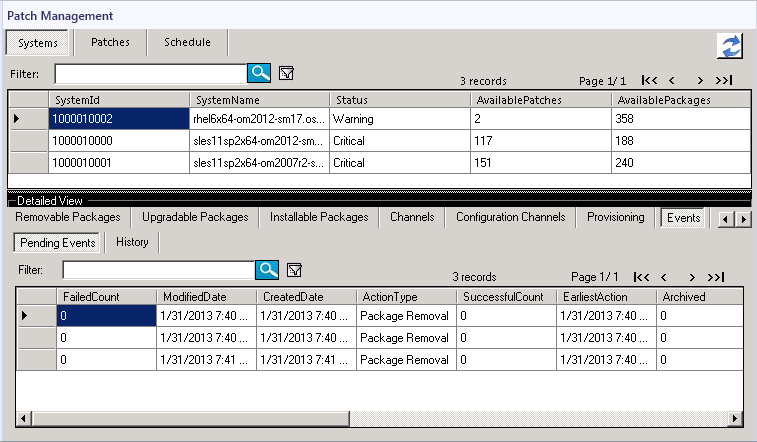 Patch Management
Systems Patches Schedule
Filter: 3 records Page 1/ 1
SystemId SystemName Status AvailablePatches AvailablePackages
1000010002 rhel6x64-om2012-sm17.os... Warning 2 358
1000010000 sles11sp2x64-om2012-sm... Critical 117 188
1000010001 sles11sp2x64-om2007r2-s... Critical 151 240
Detailed View
Removable Packages Upgradable Packages Installable Packages Channels Configuration Channels Provisioning Events
Pending Events History
Filter: 3 records Page 1/ 1
FailedCount ModifiedDate CreatedDate ActionType SuccessfulCount EarliestAction Archived
0 1/31/2013 7:40 ... 1/31/2013 7:40 ... Package Removal 0 1/31/2013 7:40 ... 0
0 1/31/2013 7:40 ... 1/31/2013 7:40 ... Package Removal 0 1/31/2013 7:40 ... 0
0 1/31/2013 7:41 ... 1/31/2013 7:41 ... Package Removal 0 1/31/2013 7:40 ... 0